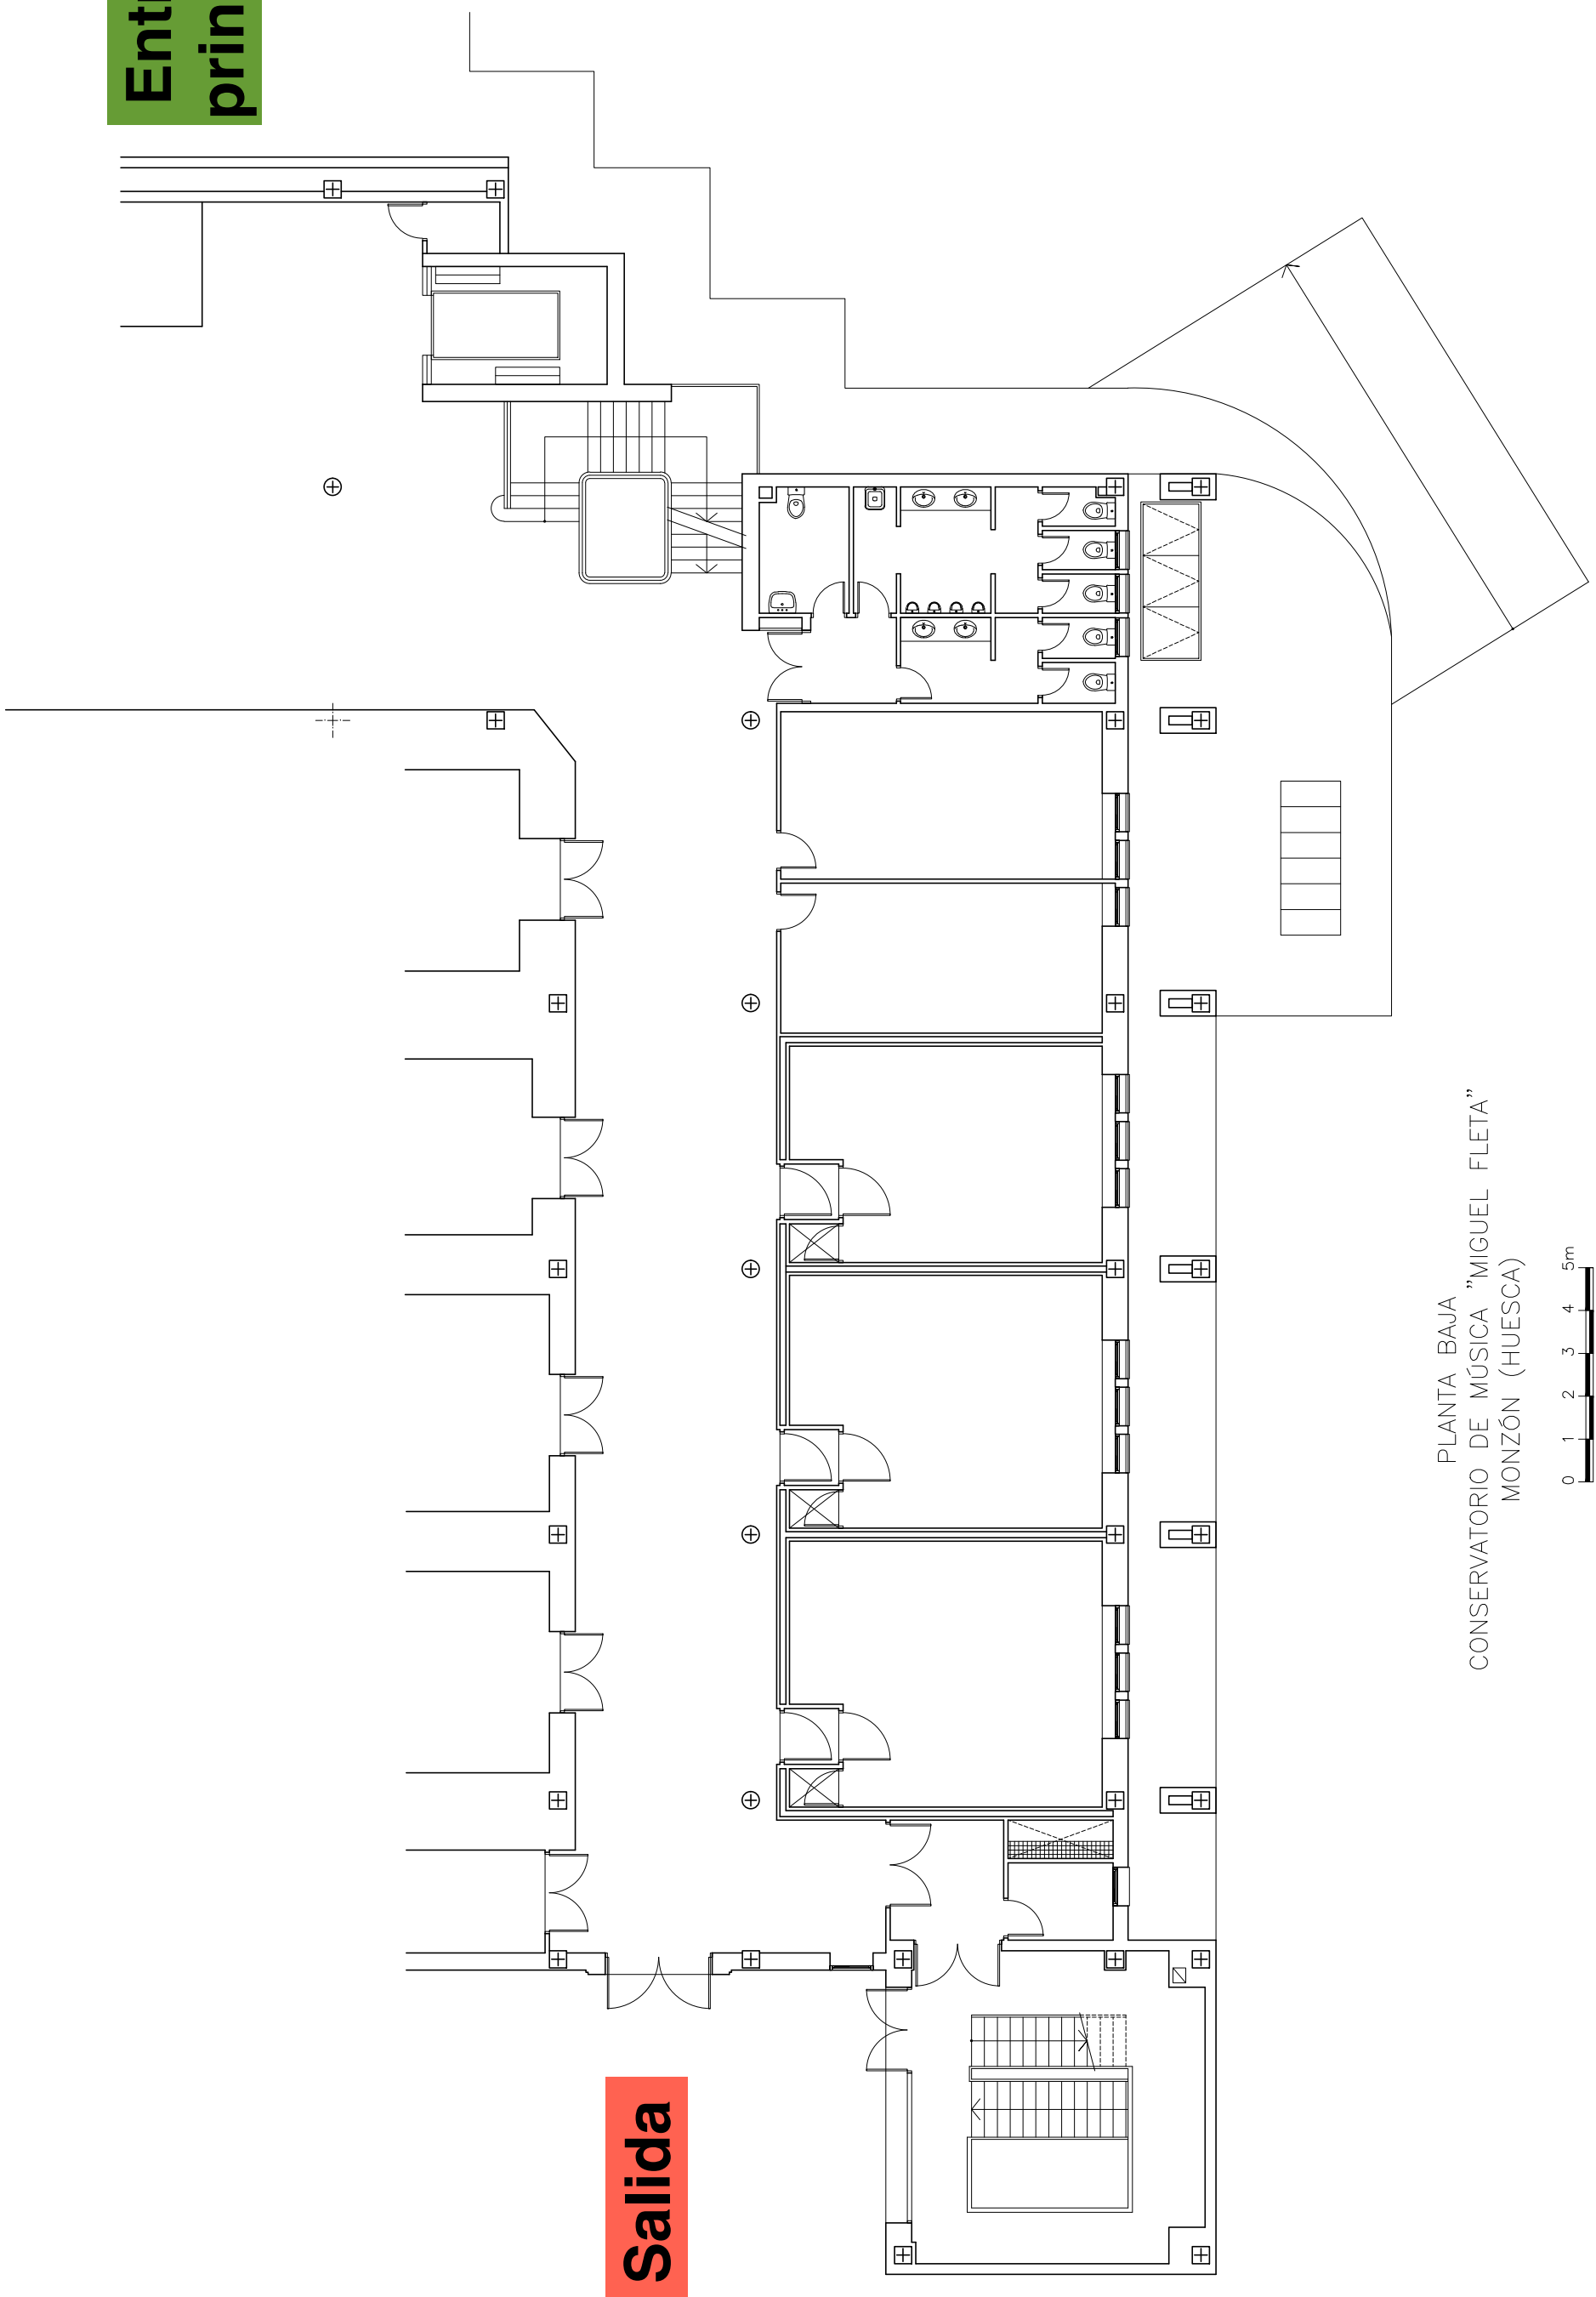 Salida
PLANTA BAJA
CONSERVATORIO DE MÚSICA "MIGUEL FLETA"
MONZÓN (HUESCA)
0 1 2 3 4 5m